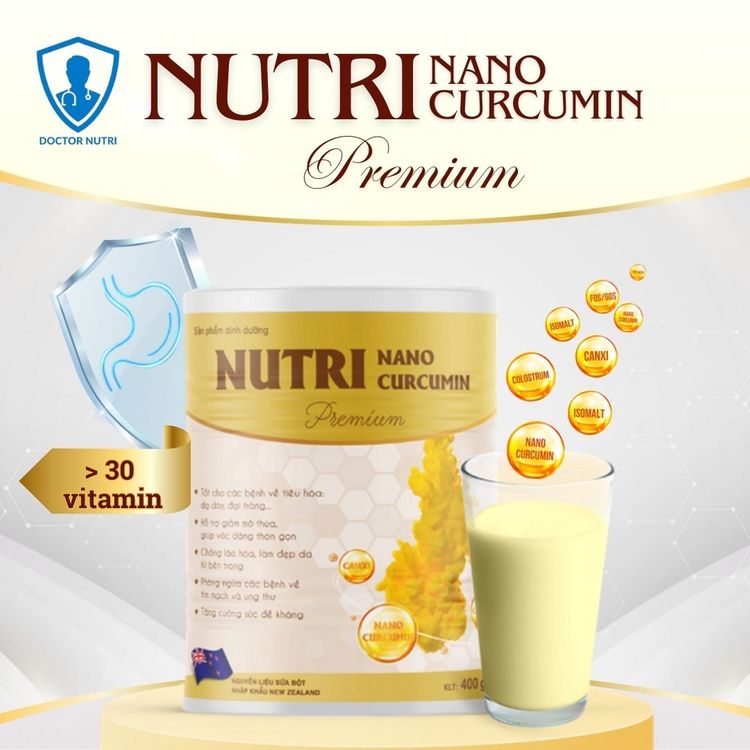 DOCTOR NUTRI
NUTRI NANO
CURCUMIN
Premium
Sản phẩm dinh dưỡng
NUTRI NANO
CURCUMIN
Premium
• Tốt cho các bệnh về tiêu hóa:
dạ dày, đại tràng...
• Hỗ trợ giảm mỡ thừa,
giúp vóc dáng thon gọn
• Chống lão hóa, làm đẹp da
từ bên trong
• Phòng ngừa các bệnh về
tim mạch và ung thư
• Tăng cường sức đề kháng
CANXI
NANO
CURCUMIN
NGUYÊN LIỆU SỮA BỘT
NHẬP KHẨU NEW ZEALAND
KLT: 400g
> 30
vitamin
FOS/GOS
NANO
CURCUMIN
ISOMALT
CANXI
COLOSTRUM
ISOMALT
NANO
CURCUMIN